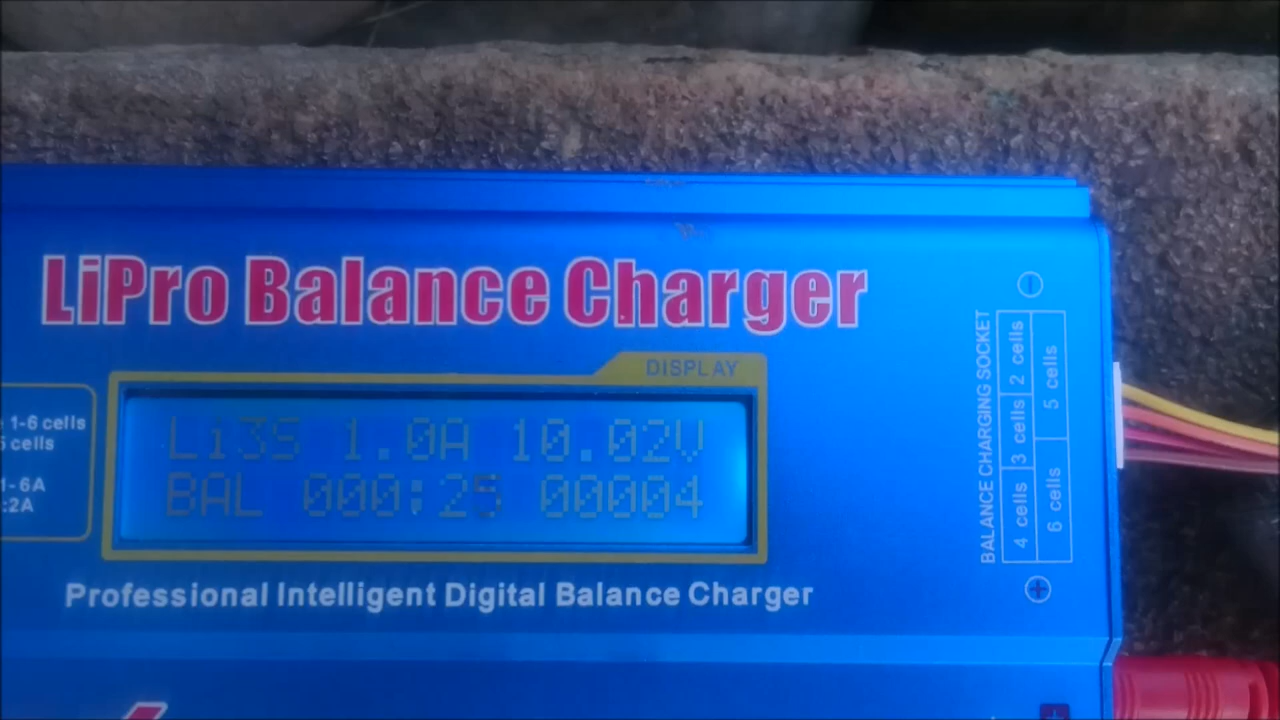 LiPro Balance Charger
DISPLAY
Li3S 1.0A 10.02V
BAL 000:25 00004
Professional Intelligent Digital Balance Charger
1-6 cells
cells
1-6A
:2A
BALANCE CHARGING SOCKET
4 cells 3 cells 2 cells
6 cells 5 cells